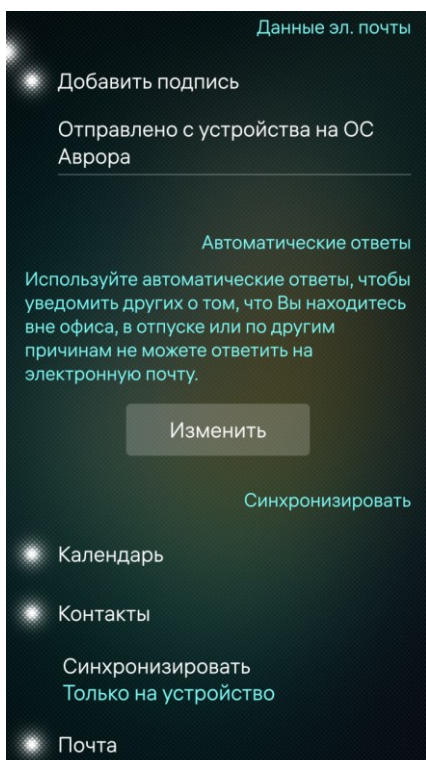 Данные эл. почты
Добавить подпись
Отправлено с устройства на ОС
Аврора
Автоматические ответы
Используйте автоматические ответы, чтобы
уведомить других о том, что Вы находитесь
вне офиса, в отпуске или по другим
причинам не можете ответить на
электронную почту.
Изменить
Синхронизировать
Календарь
Контакты
Синхронизировать
Только на устройство
Почта